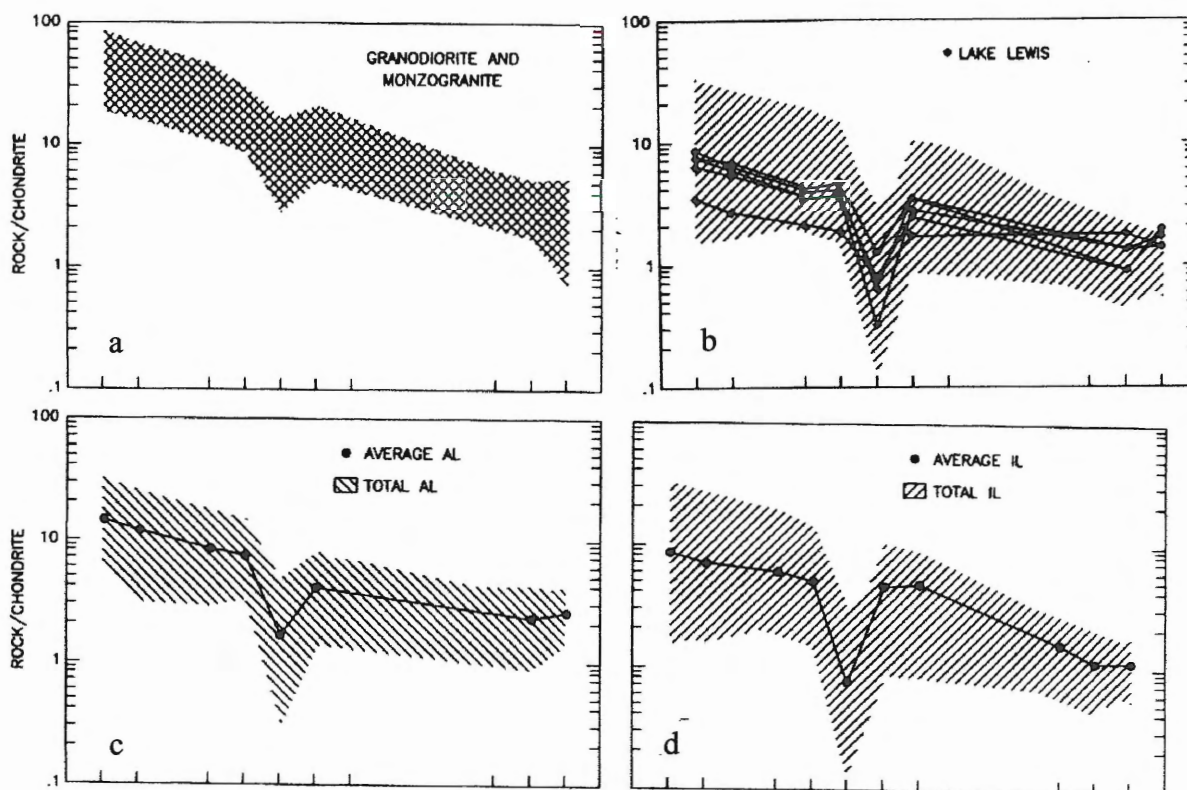 100
GRANODIORITE AND
MONZOGRANITE
10
ROCK/CHONDRITE
1
a
.1
100
LAKE LEWIS
10
1
b
.1
100
AVERAGE AL
TOTAL AL
10
ROCK/CHONDRITE
1
c
.1
AVERAGE IL
TOTAL IL
d